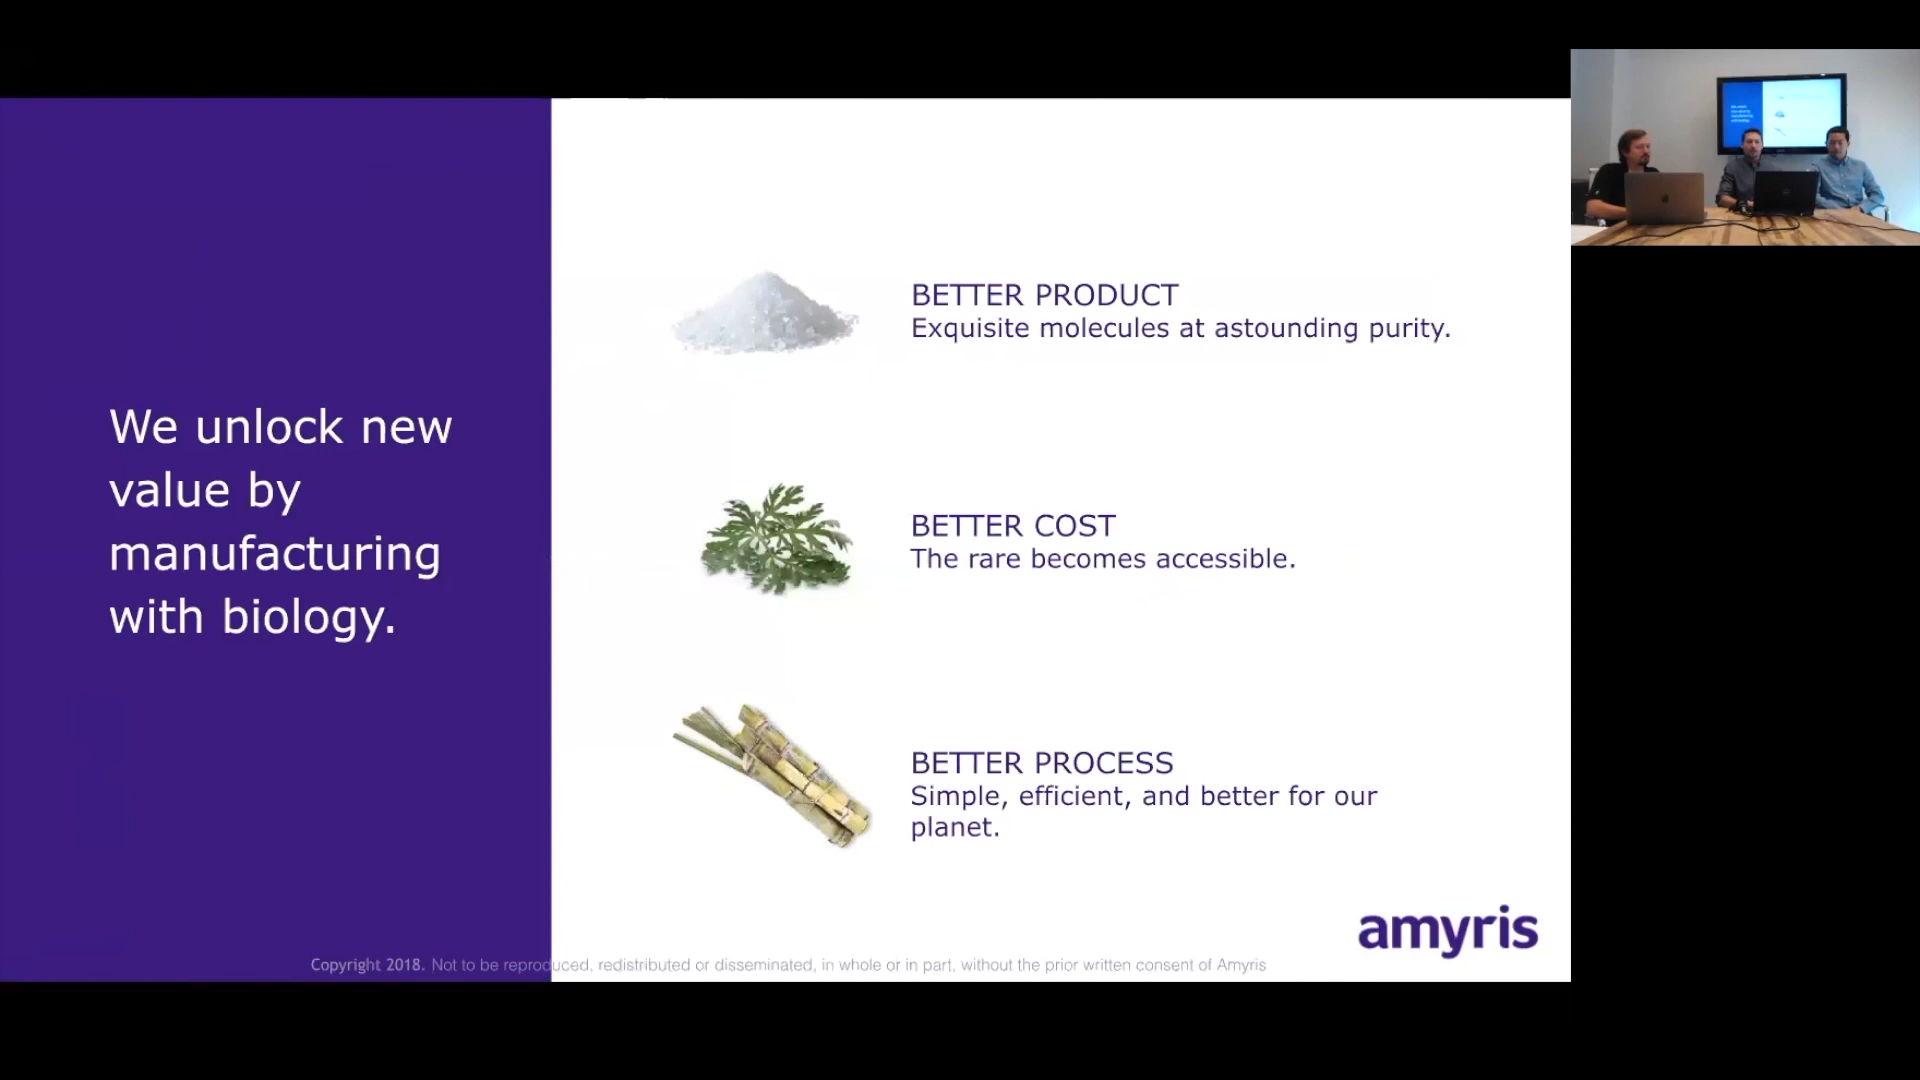 We unlock new
value by
manufacturing
with biology.
BETTER PRODUCT
Exquisite molecules at astounding purity.
BETTER COST
The rare becomes accessible.
BETTER PROCESS
Simple, efficient, and better for our
planet.
amyris
Copyright 2018. Not to be reproduced, redistributed or disseminated, in whole or in part, without the prior written consent of Amyris